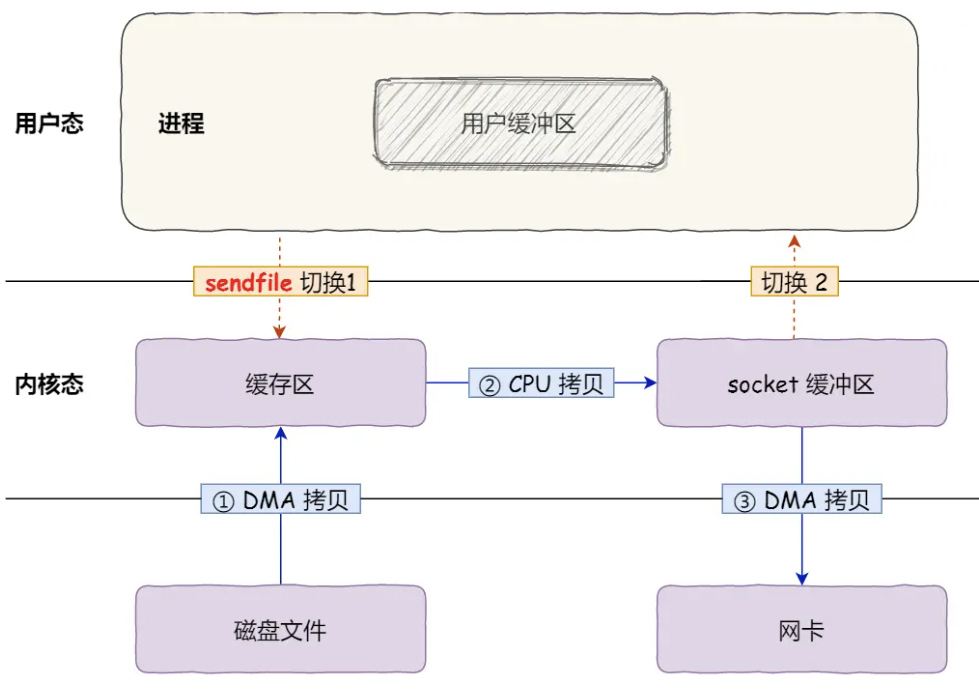 用户态
进程
用户缓冲区
sendfile 切换1
切换 2
内核态
缓存区
② CPU 拷贝
socket 缓冲区
① DMA 拷贝
③ DMA 拷贝
磁盘文件
网卡